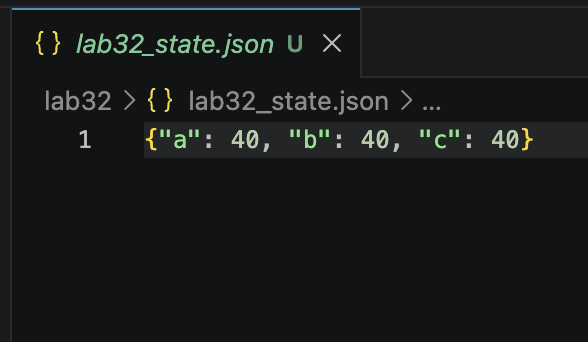 {} lab32_state.json U ×
lab32 > {} lab32_state.json > ...
1 {"a": 40, "b": 40, "c": 40}